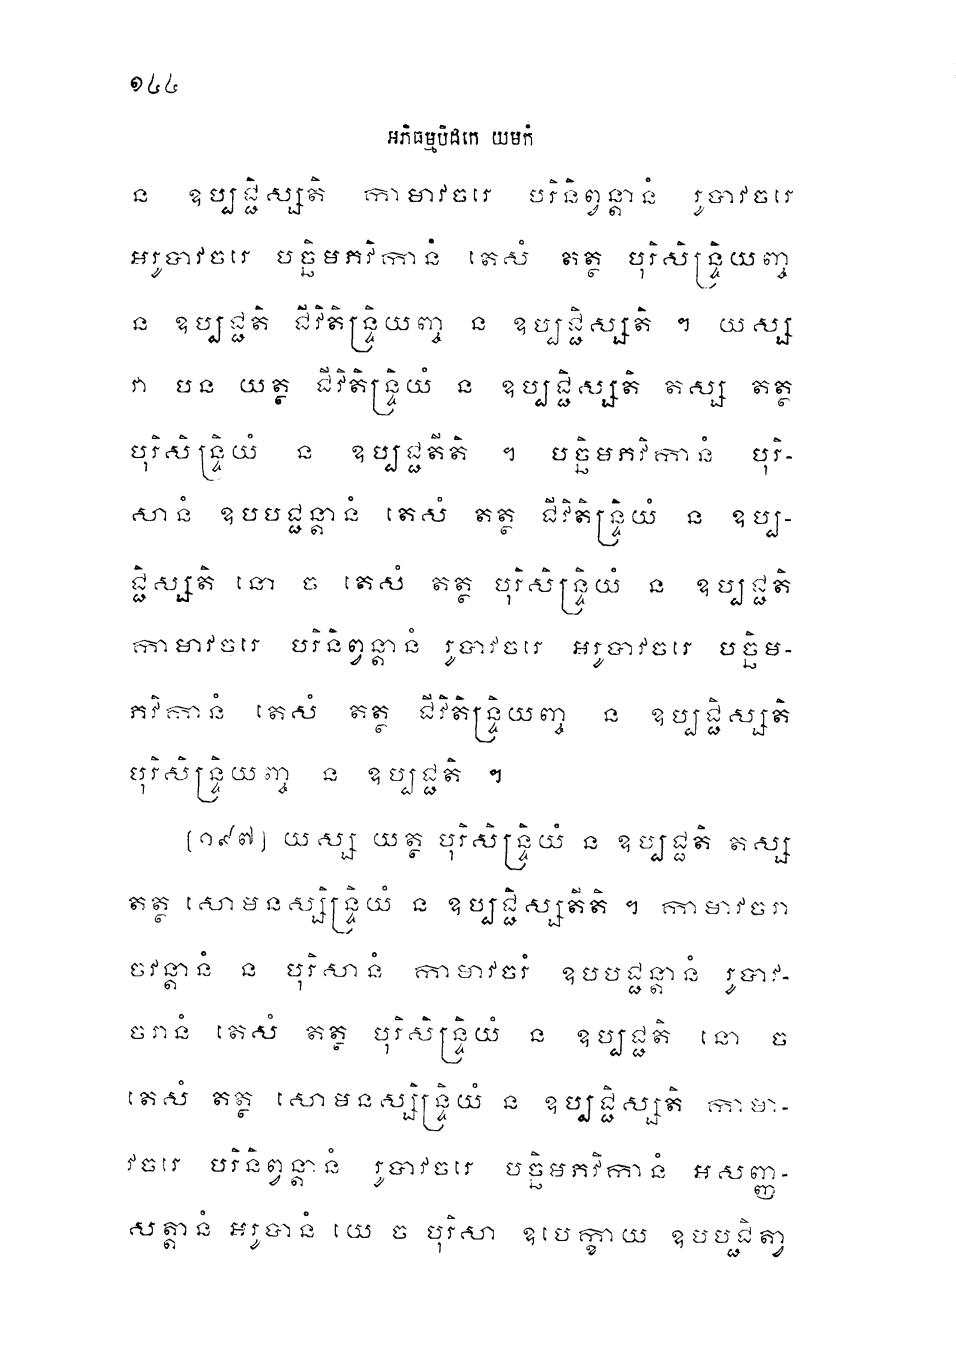 ១៤៤
អភិធម្មបិដកេ យមកំ
ន ឧប្បជ្ជិស្សតិ កាមាវចរេ បរិនិព្វន្តានំ រូបាវចរេ
អរូបាវចរេ បច្ឆិមភវិកានំ តេសំ តត្ថ បុរិសិន្ទ្រិយញ្ច
ន ឧប្បជ្ជតិ ជីវិតិន្ទ្រិយញ្ច ន ឧប្បជ្ជិស្សតិ ។ យស្ស
វា បន យត្ថ ជីវិតិន្ទ្រិយំ ន ឧប្បជ្ជិស្សតិ តស្ស តត្ថ
បុរិសិន្ទ្រិយំ ន ឧប្បជ្ជតីតិ ។ បច្ឆិមភវិកានំ បុរិ-
សានំ ឧបបជ្ជន្តានំ តេសំ តត្ថ ជីវិតិន្ទ្រិយំ ន ឧប្ប-
ជ្ជិស្សតិ នោ ច តេសំ តត្ថ បុរិសិន្ទ្រិយំ ន ឧប្បជ្ជតិ
កាមាវចរេ បរិនិព្វន្តានំ រូបាវចរេ អរូបាវចរេ បច្ឆិម-
ភវិកានំ តេសំ តត្ថ ជីវិតិន្ទ្រិយញ្ច ន ឧប្បជ្ជិស្សតិ
បុរិសិន្ទ្រិយញ្ច ន ឧប្បជ្ជតិ ។
(១៩៧) យស្ស យត្ថ បុរិសិន្ទ្រិយំ ន ឧប្បជ្ជតិ តស្ស
តត្ថ សោមនស្សិន្ទ្រិយំ ន ឧប្បជ្ជិស្សតីតិ ។ កាមាវចរា
ចវន្តានំ ន បុរិសានំ កាមាវចរំ ឧបបជ្ជន្តានំ រូបាវ-
ចរានំ តេសំ តត្ថ បុរិសិន្ទ្រិយំ ន ឧប្បជ្ជតិ នោ ច
តេសំ តត្ថ សោមនស្សិន្ទ្រិយំ ន ឧប្បជ្ជិស្សតិ កាមា-
វចរេ បរិនិព្វន្តានំ រូបាវចរេ បច្ឆិមភវិកានំ អសញ្ញ-
សត្តានំ អរូបានំ យេ ច បុរិសា ឧបេក្ខាយ ឧបបជ្ជិត្វា